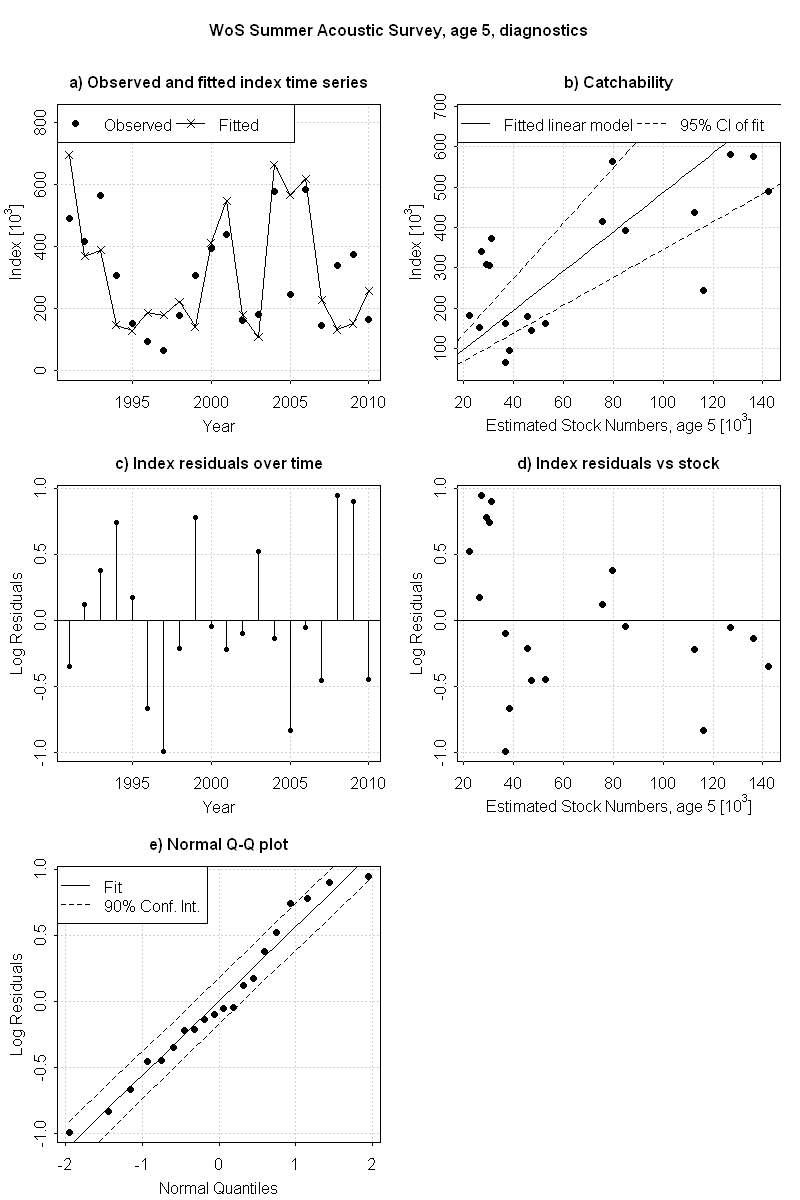 WoS Summer Acoustic Survey, age 5, diagnostics
a) Observed and fitted index time series
Observed Fitted
Index [10³]
0 200 400 600 800
1995 2000 2005 2010
Year
b) Catchability
Fitted linear model 95% CI of fit
Index [10³]
100 200 300 400 500 600 700
20 40 60 80 100 120 140
Estimated Stock Numbers, age 5 [10³]
c) Index residuals over time
Log Residuals
-1.0 -0.5 0.0 0.5 1.0
1995 2000 2005 2010
Year
d) Index residuals vs stock
Log Residuals
-1.0 -0.5 0.0 0.5 1.0
20 40 60 80 100 120 140
Estimated Stock Numbers, age 5 [10³]
e) Normal Q-Q plot
Fit
90% Conf. Int.
Log Residuals
-1.0 -0.5 0.0 0.5 1.0
-2 -1 0 1 2
Normal Quantiles